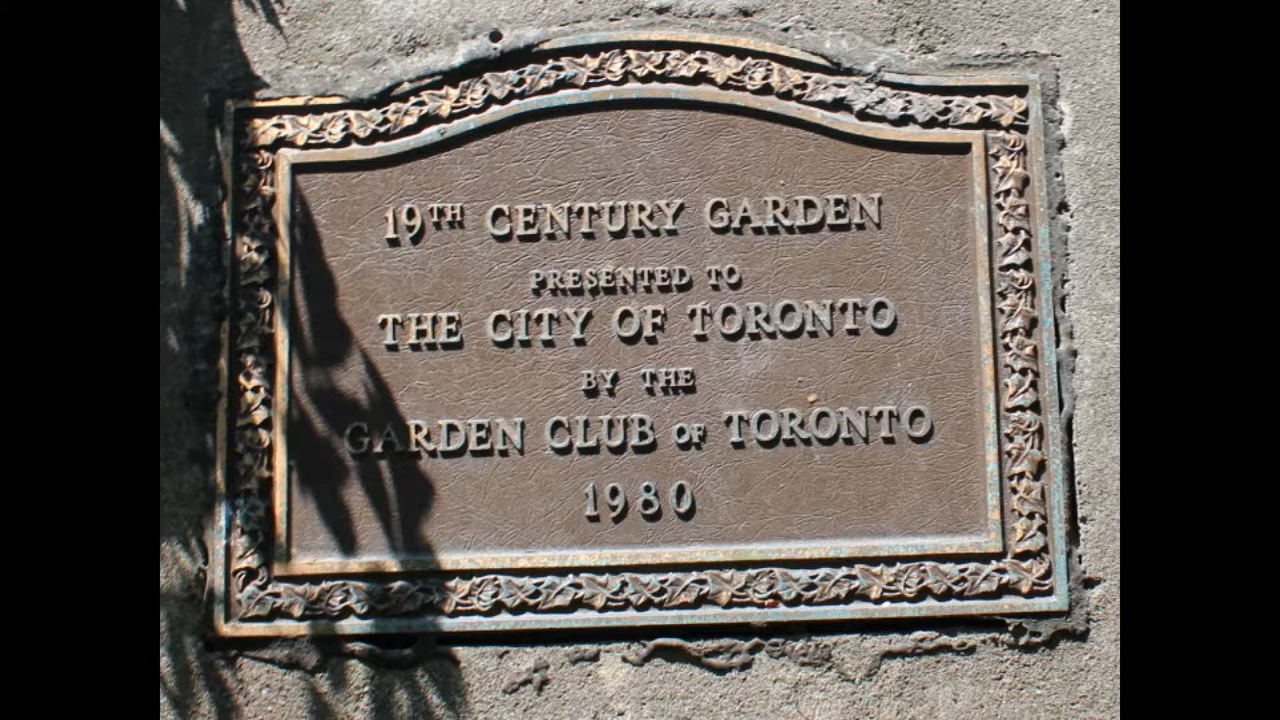 19TH CENTURY GARDEN
PRESENTED TO
THE CITY OF TORONTO
BY THE
GARDEN CLUB OF TORONTO
1980